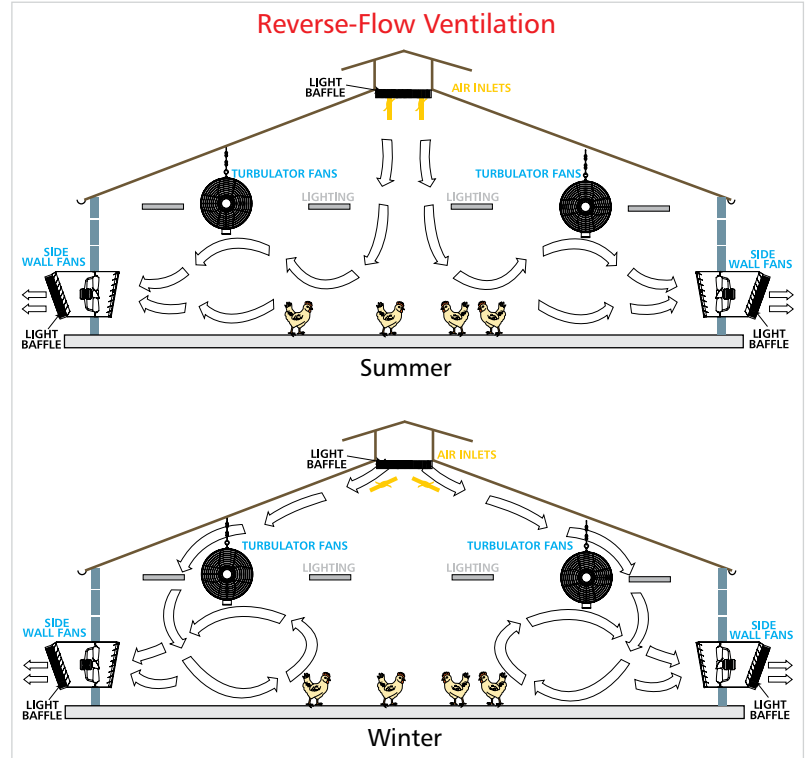 Reverse-Flow Ventilation
LIGHT
BAFFLE
AIR INLETS
TURBULATOR FANS
TURBULATOR FANS
LIGHTING
LIGHTING
SIDE
WALL FANS
SIDE
WALL FANS
LIGHT
BAFFLE
LIGHT
BAFFLE
Summer
LIGHT
BAFFLE
AIR INLETS
TURBULATOR FANS
TURBULATOR FANS
LIGHTING
LIGHTING
SIDE
WALL FANS
SIDE
WALL FANS
LIGHT
BAFFLE
LIGHT
BAFFLE
Winter